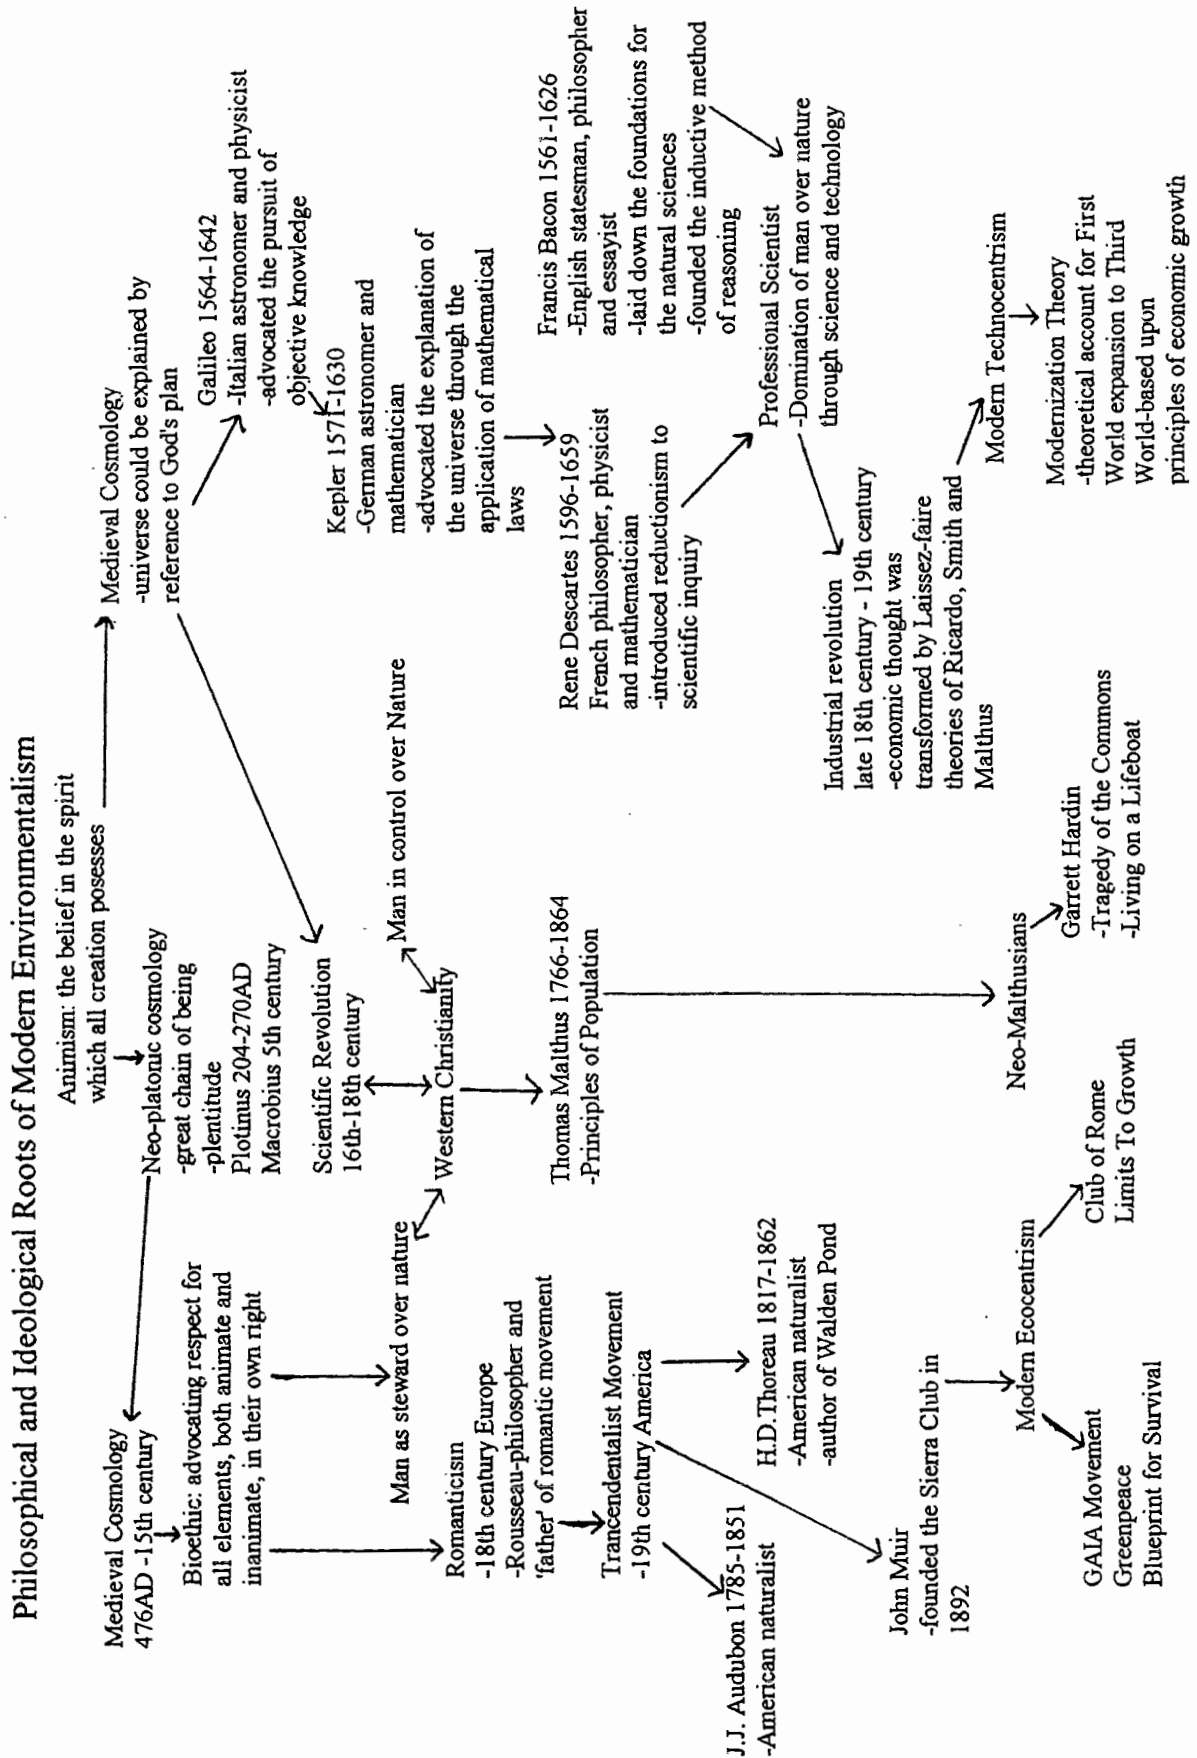 Philosophical and Ideological Roots of Modern Environmentalism
Animism: the belief in the spirit
which all creation posesses
Medieval Cosmology
476AD -15th century
Neo-platonic cosmology
-great chain of being
-plentitude
Plotinus 204-270AD
Macrobius 5th century
Medieval Cosmology
-universe could be explained by
reference to God's plan
Bioethic: advocating respect for
all elements, both animate and
inanimate, in their own right
Scientific Revolution
16th-18th century
Galileo 1564-1642
-Italian astronomer and physicist
-advocated the pursuit of
objective knowledge
Kepler 1571-1630
-German astronomer and
mathematician
-advocated the explanation of
the universe through the
application of mathematical
laws
Man as steward over nature
Western Christianity
Man in control over Nature
Romanticism
-18th century Europe
-Rousseau-philosopher and
'father' of romantic movement
Thomas Malthus 1766-1864
-Principles of Population
Rene Descartes 1596-1659
French philosopher, physicist
and mathematician
-introduced reductionism to
scientific inquiry
Francis Bacon 1561-1626
-English statesman, philosopher
and essayist
-laid down the foundations for
the natural sciences
-founded the inductive method
of reasoning
Trancendentalist Movement
-19th century America
J.J. Audubon 1785-1851
-American naturalist
H.D.Thoreau 1817-1862
-American naturalist
-author of Walden Pond
Professional Scientist
-Domination of man over nature
through science and technology
Industrial revolution
late 18th century - 19th century
-economic thought was
transformed by Laissez-faire
theories of Ricardo, Smith and
Malthus
John Muir
-founded the Sierra Club in
1892
Modern Ecocentrism
Neo-Malthusians
Modern Technocentrism
GAIA Movement
Greenpeace
Blueprint for Survival
Club of Rome
Limits To Growth
Garrett Hardin
-Tragedy of the Commons
-Living on a Lifeboat
Modernization Theory
-theoretical account for First
World expansion to Third
World-based upon
principles of economic growth